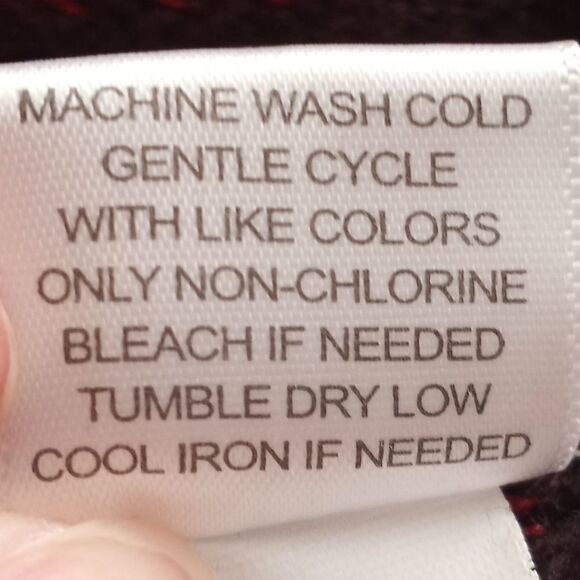 MACHINE WASH COLD
GENTLE CYCLE
WITH LIKE COLORS
ONLY NON-CHLORINE
BLEACH IF NEEDED
TUMBLE DRY LOW
COOL IRON IF NEEDED